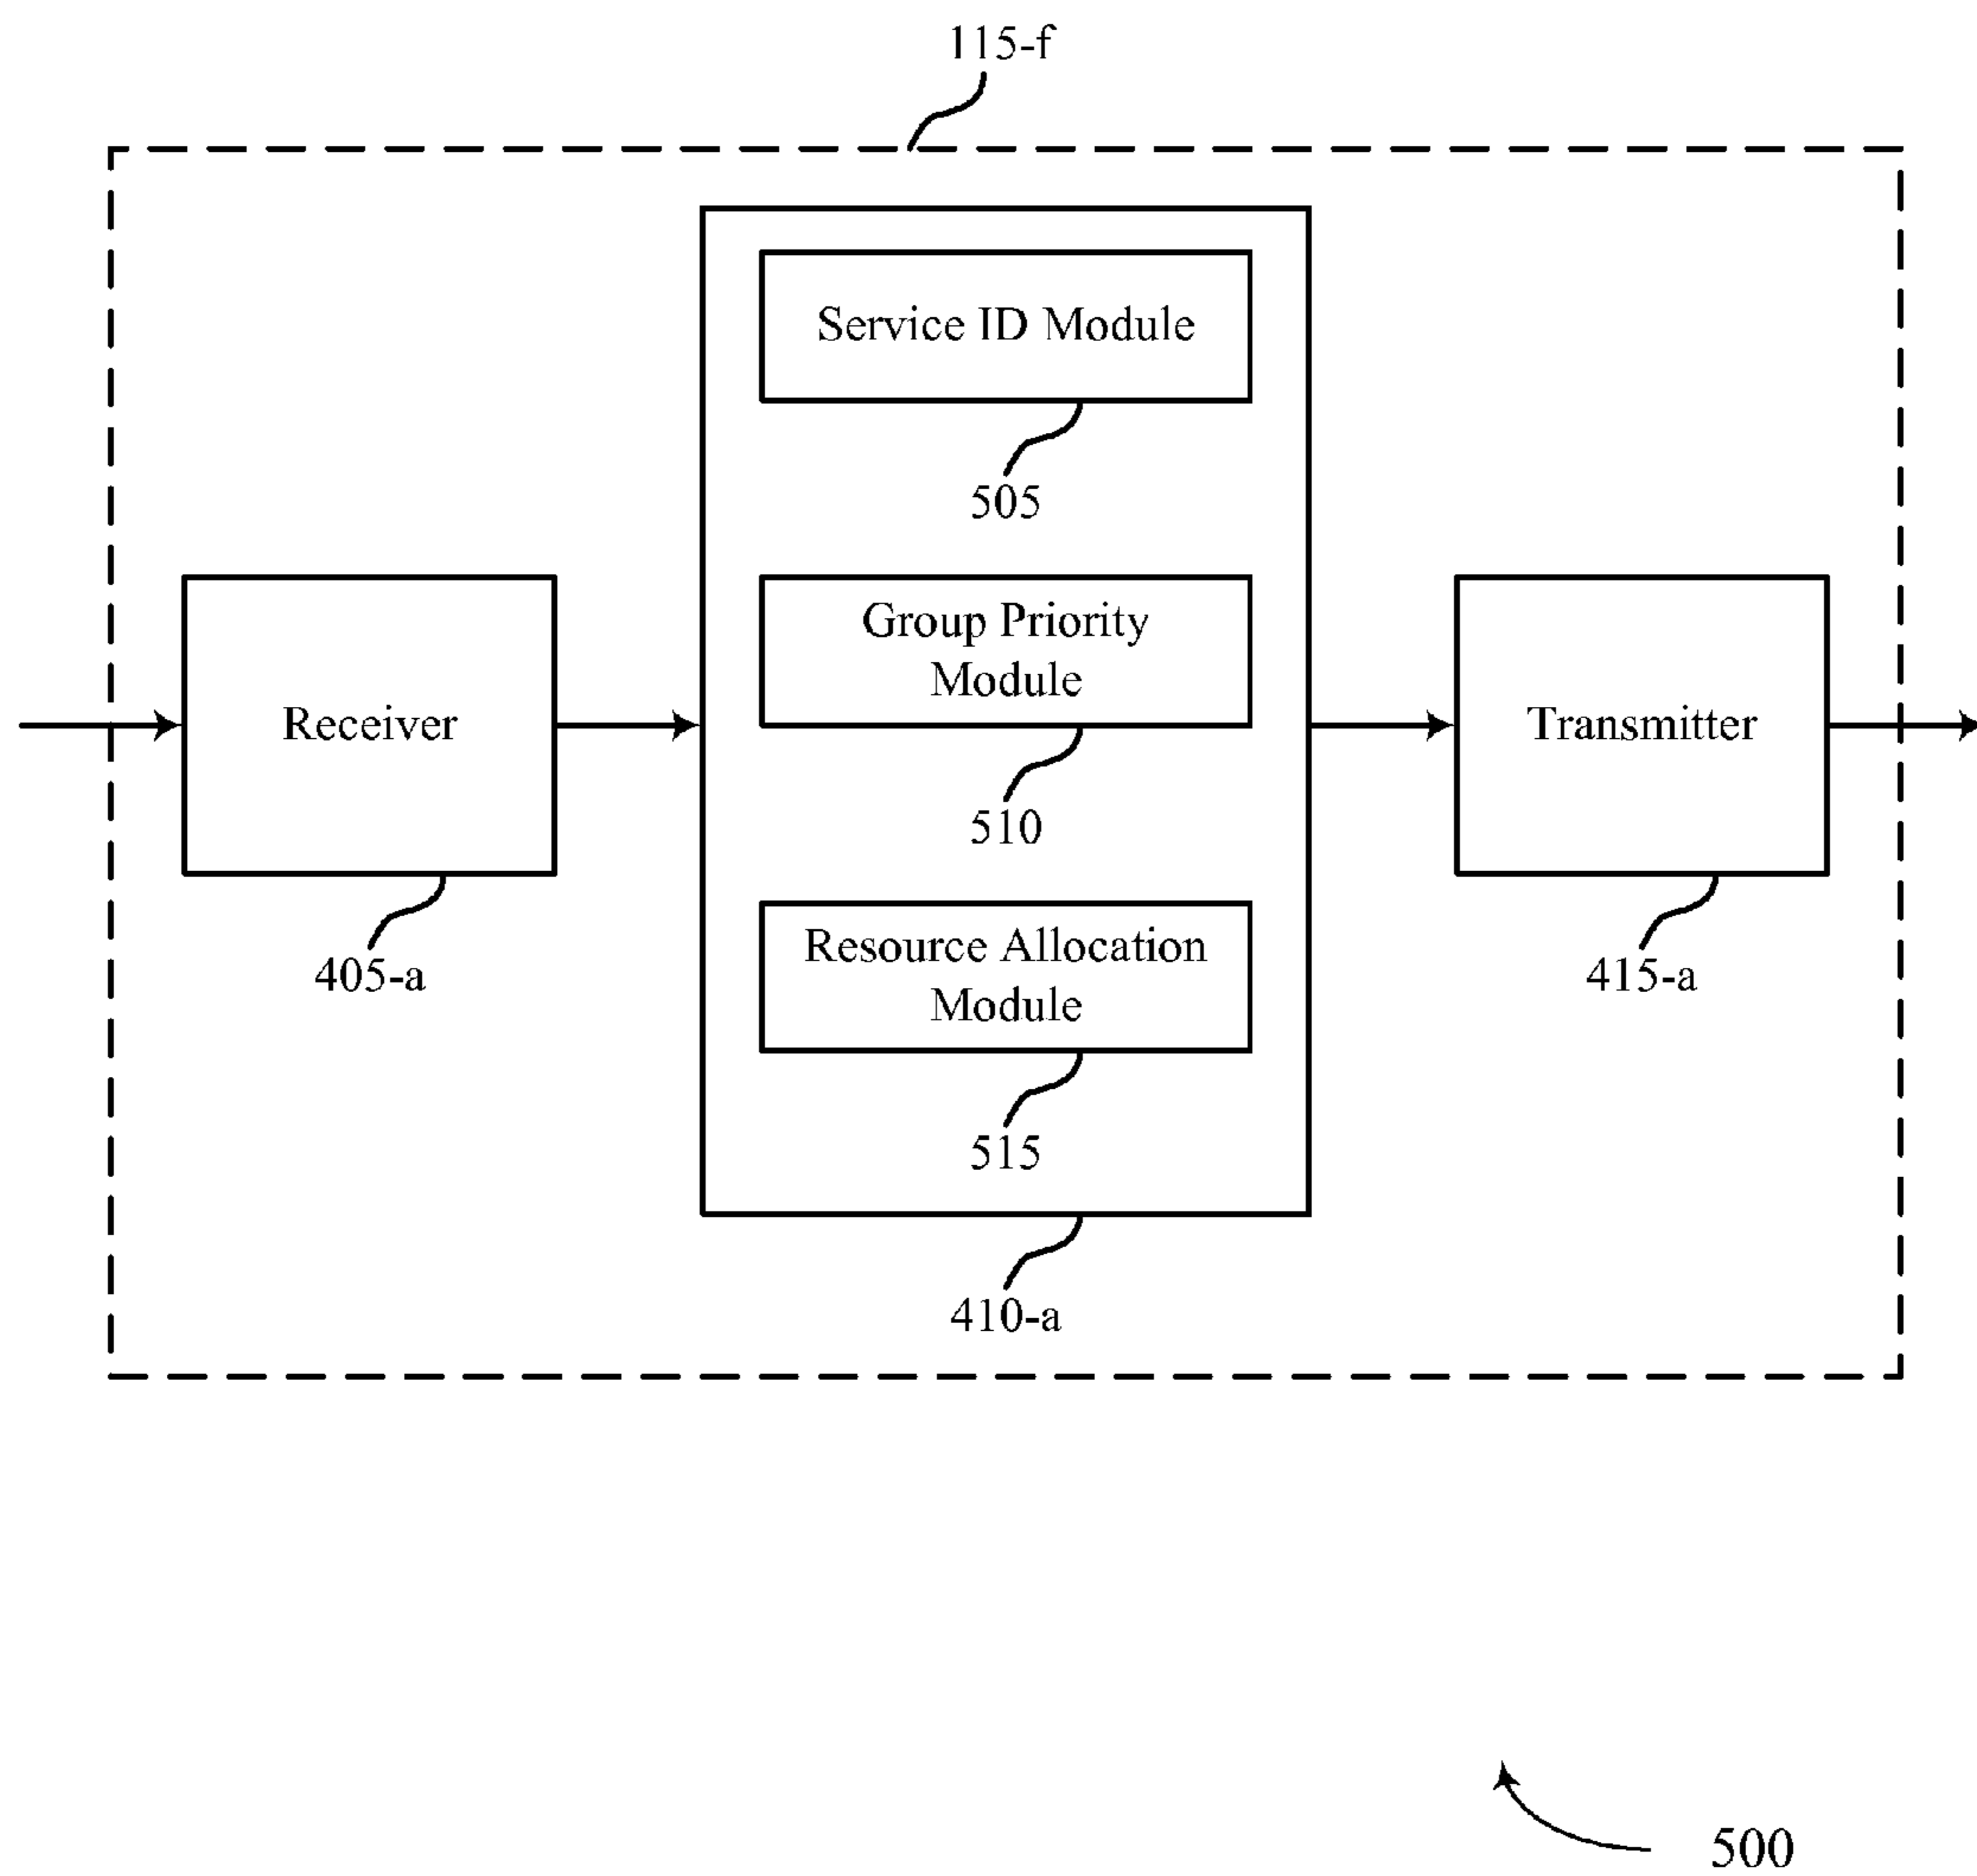 115-f
Service ID Module
505
Group Priority
Module
510
Receiver
405-a
Transmitter
415-a
Resource Allocation
Module
515
410-a
500